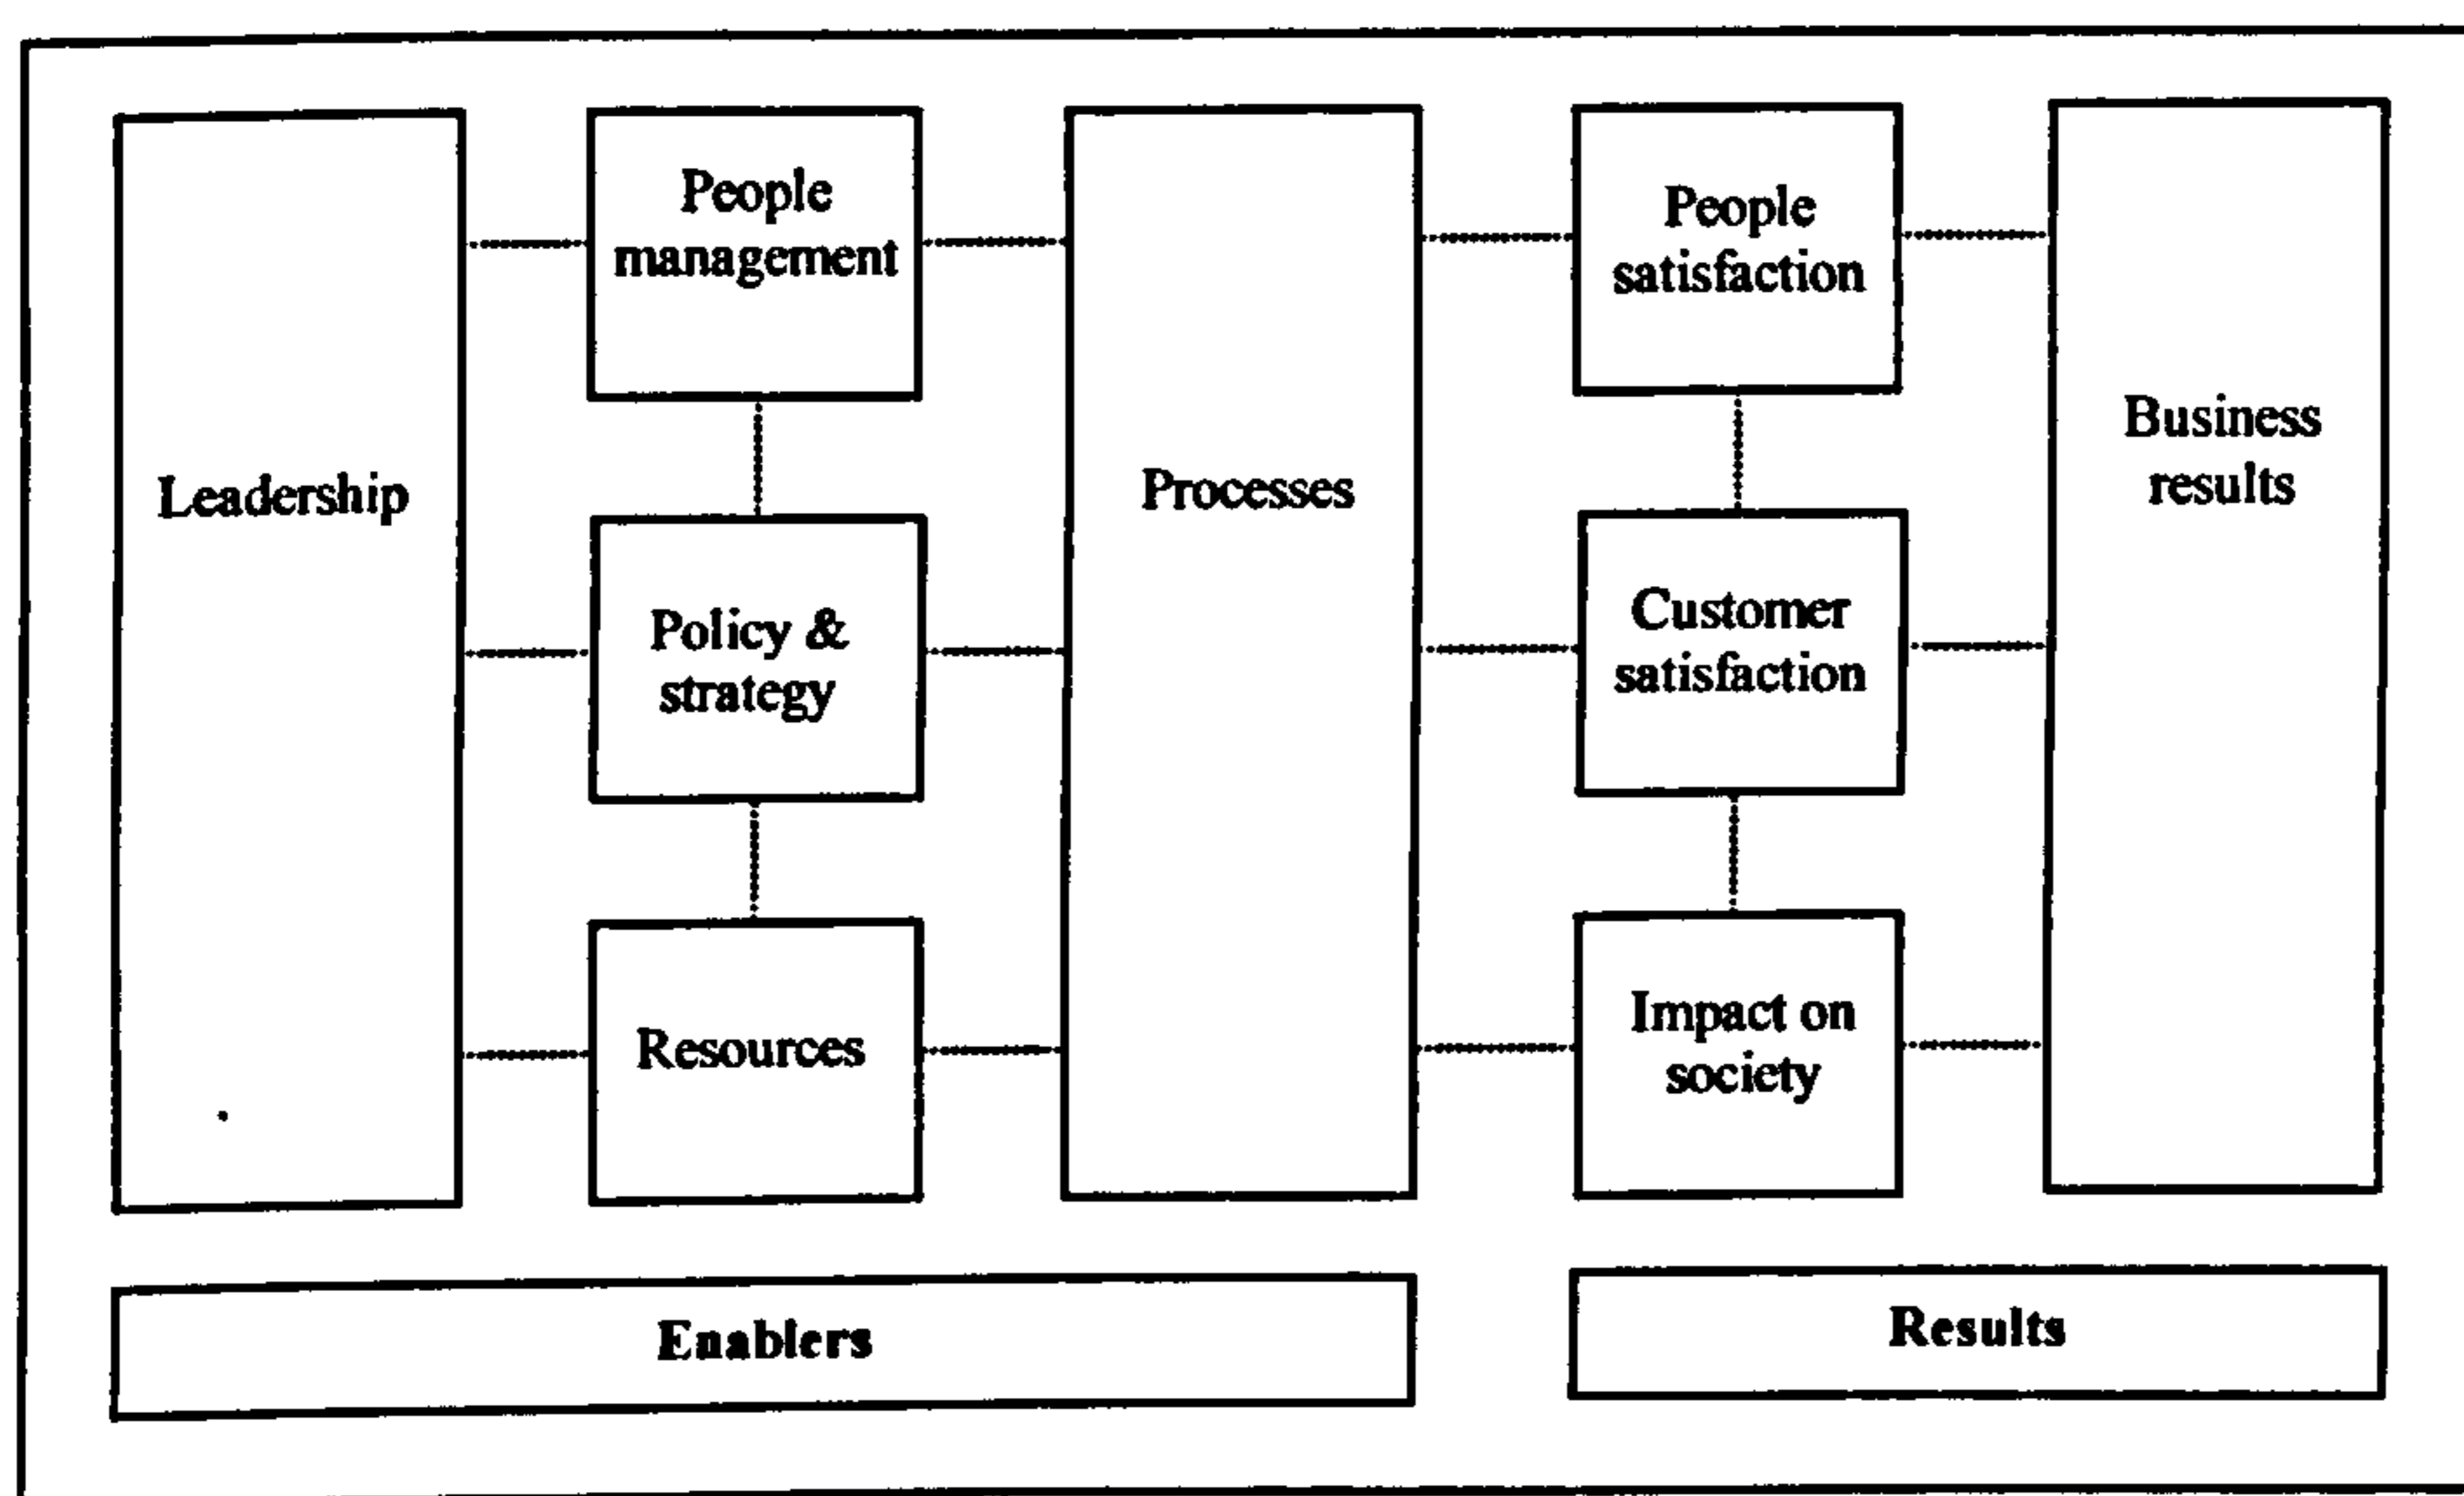 Leadership
People
management
Policy &
strategy
Resources
Processes
People
satisfaction
Customer
satisfaction
Impact on
society
Business
results
Enablers
Results